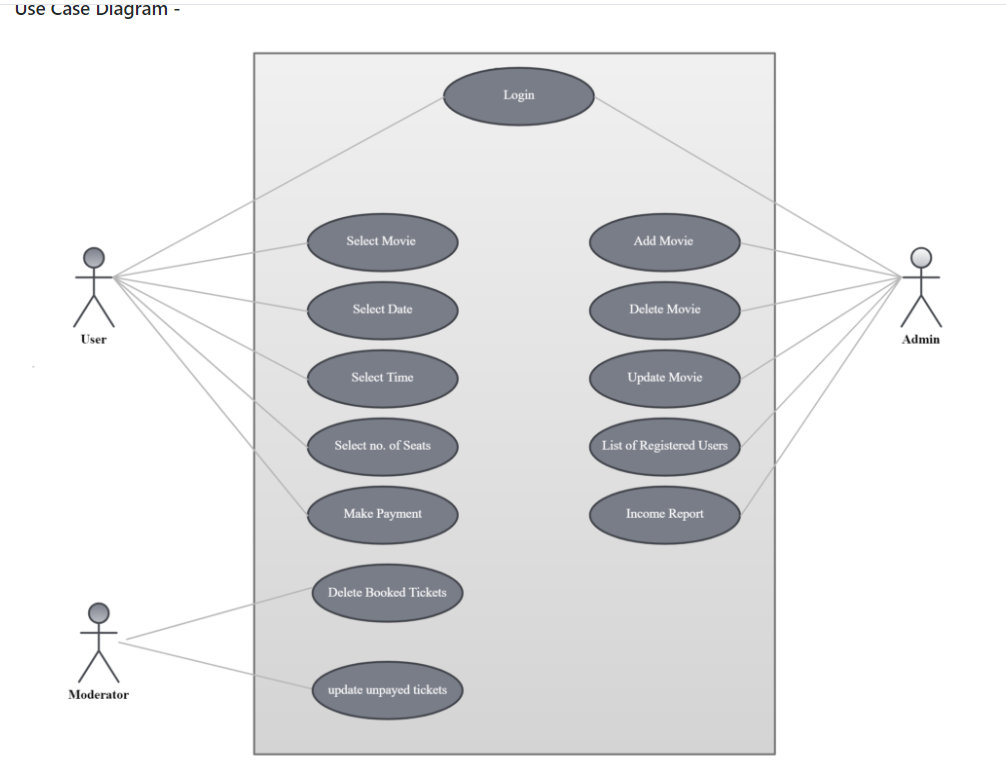 Use Case Diagram -
Login
Select Movie
Add Movie
Select Date
Delete Movie
User
Admin
Select Time
Update Movie
Select no. of Seats
List of Registered Users
Make Payment
Income Report
Delete Booked Tickets
update unpayed tickets
Moderator